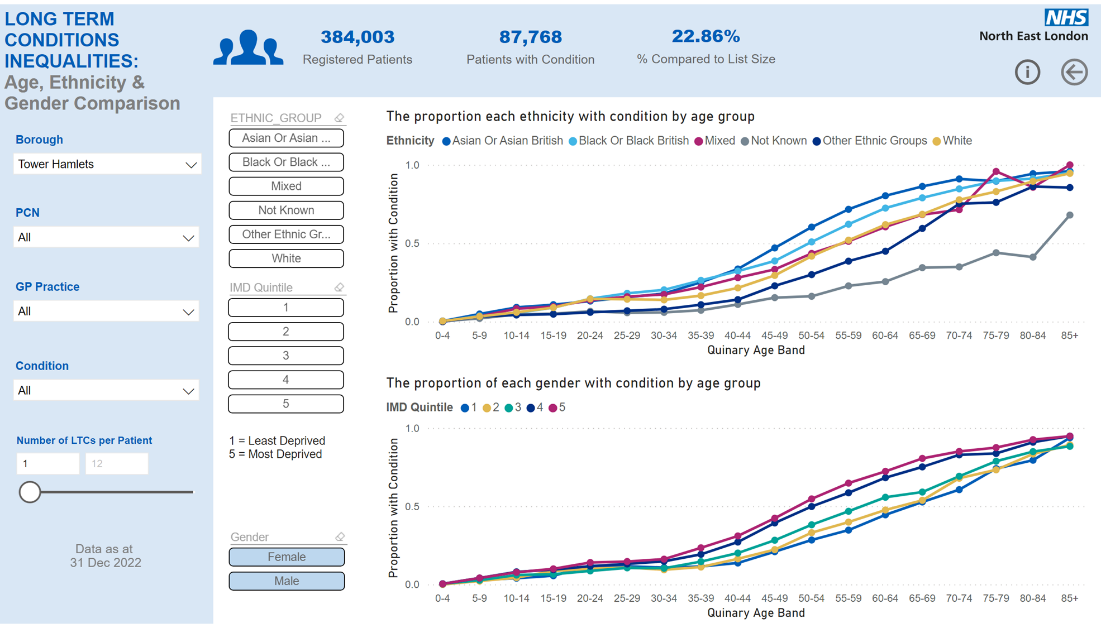 LONG TERM
CONDITIONS
INEQUALITIES:
Age, Ethnicity &
Gender Comparison
Borough
Tower Hamlets
PCN
All
GP Practice
All
Condition
All
Number of LTCs per Patient
1 12
Data as at
31 Dec 2022
384,003
Registered Patients
87,768
Patients with Condition
22.86%
% Compared to List Size
NHS
North East London
i
ETHNIC_GROUP
Asian Or Asian ...
Black Or Black ...
Mixed
Not Known
Other Ethnic Gr...
White
IMD Quintile
1
2
3
4
5
1 = Least Deprived
5 = Most Deprived
Gender
Female
Male
The proportion each ethnicity with condition by age group
Ethnicity Asian Or Asian British Black Or Black British Mixed Not Known Other Ethnic Groups White
Proportion with Condition
1.0
0.5
0.0
0-4 5-9 10-14 15-19 20-24 25-29 30-34 35-39 40-44 45-49 50-54 55-59 60-64 65-69 70-74 75-79 80-84 85+
Quinary Age Band
The proportion of each gender with condition by age group
IMD Quintile 1 2 3 4 5
Proportion with Condition
1.0
0.5
0.0
0-4 5-9 10-14 15-19 20-24 25-29 30-34 35-39 40-44 45-49 50-54 55-59 60-64 65-69 70-74 75-79 80-84 85+
Quinary Age Band